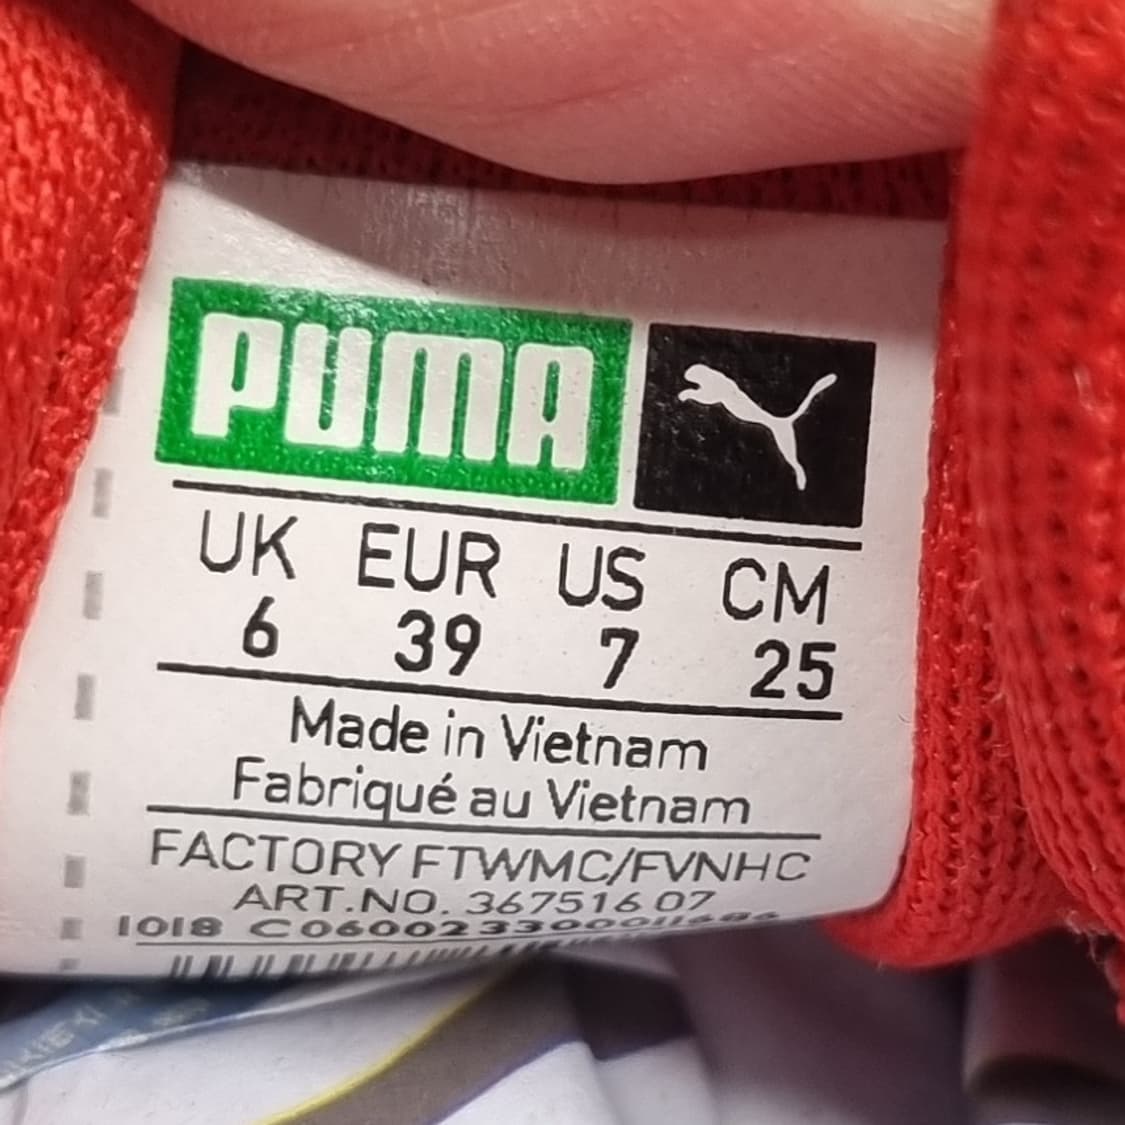 PUMA
UK EUR US CM
6 39 7 25
Made in Vietnam
Fabriqué au Vietnam
FACTORY FTWMC/FVNHC
ART.NO. 367516 07
1018